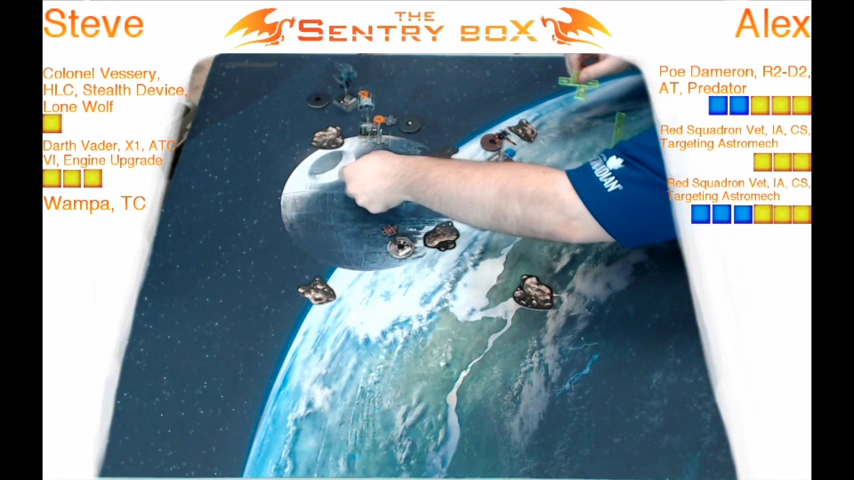 Steve
THE
SENTRY BOX
Alex
Colonel Vessery,
HLC, Stealth Device,
Lone Wolf
Darth Vader, X1, ATC
VI, Engine Upgrade
Wampa, TC
Poe Dameron, R2-D2,
AT, Predator
Red Squadron Vet, IA, CS,
Targeting Astromech
Red Squadron Vet, IA, CS,
Targeting Astromech